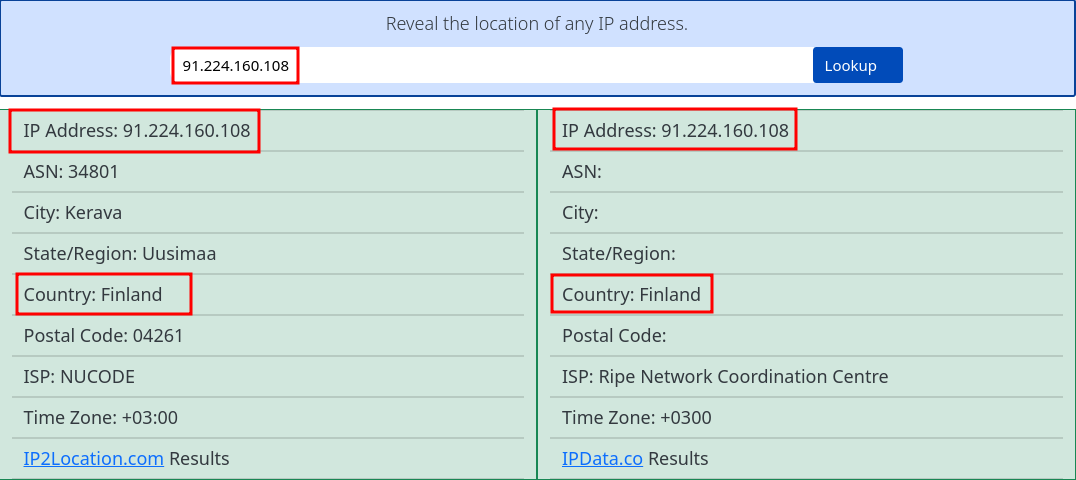 Reveal the location of any IP address.
91.224.160.108
Lookup
IP Address: 91.224.160.108
ASN: 34801
City: Kerava
State/Region: Uusimaa
Country: Finland
Postal Code: 04261
ISP: NUCODE
Time Zone: +03:00
IP2Location.com Results
IP Address: 91.224.160.108
ASN:
City:
State/Region:
Country: Finland
Postal Code:
ISP: Ripe Network Coordination Centre
Time Zone: +0300
IPData.co Results